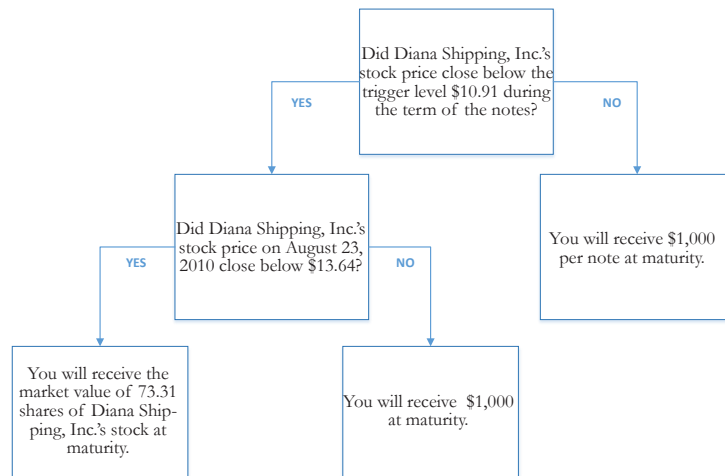 Did Diana Shipping, Inc.'s
stock price close below the
trigger level $10.91 during
the term of the notes?
YES
NO
Did Diana Shipping, Inc.'s
stock price on August 23,
2010 close below $13.64?
You will receive $1,000
per note at maturity.
YES
NO
You will receive the
market value of 73.31
shares of Diana Ship-
ping, Inc.'s stock at
maturity.
You will receive $1,000
at maturity.